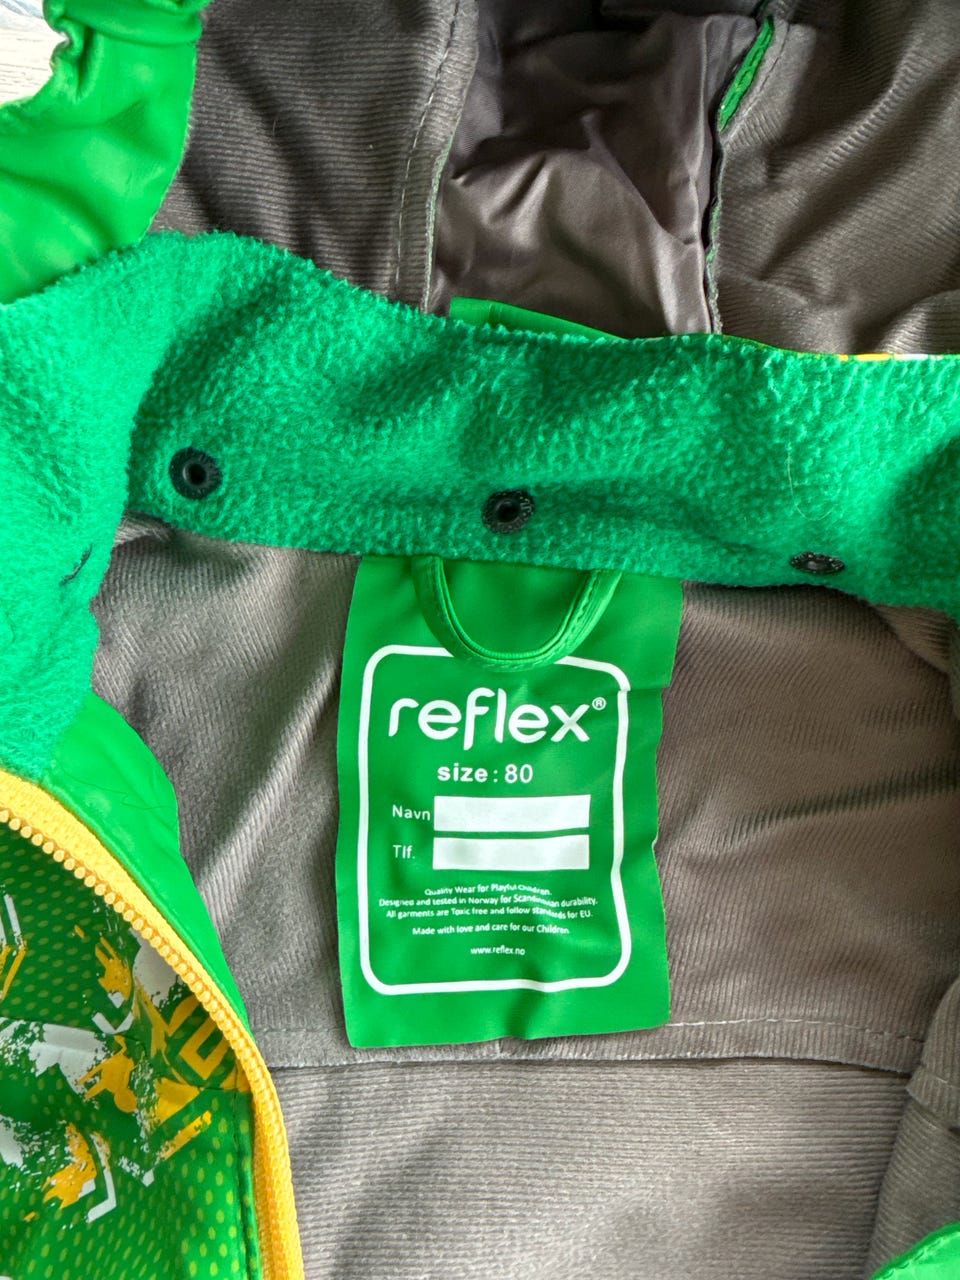 reflex®
size: 80
Navn
Tlf.
Quality Wear for Playful Children.
Designed and tested in Norway for Scandinavian durability.
All garments are Toxic free and follow standards for EU.
Made with love and care for our Children.
www.reflex.no